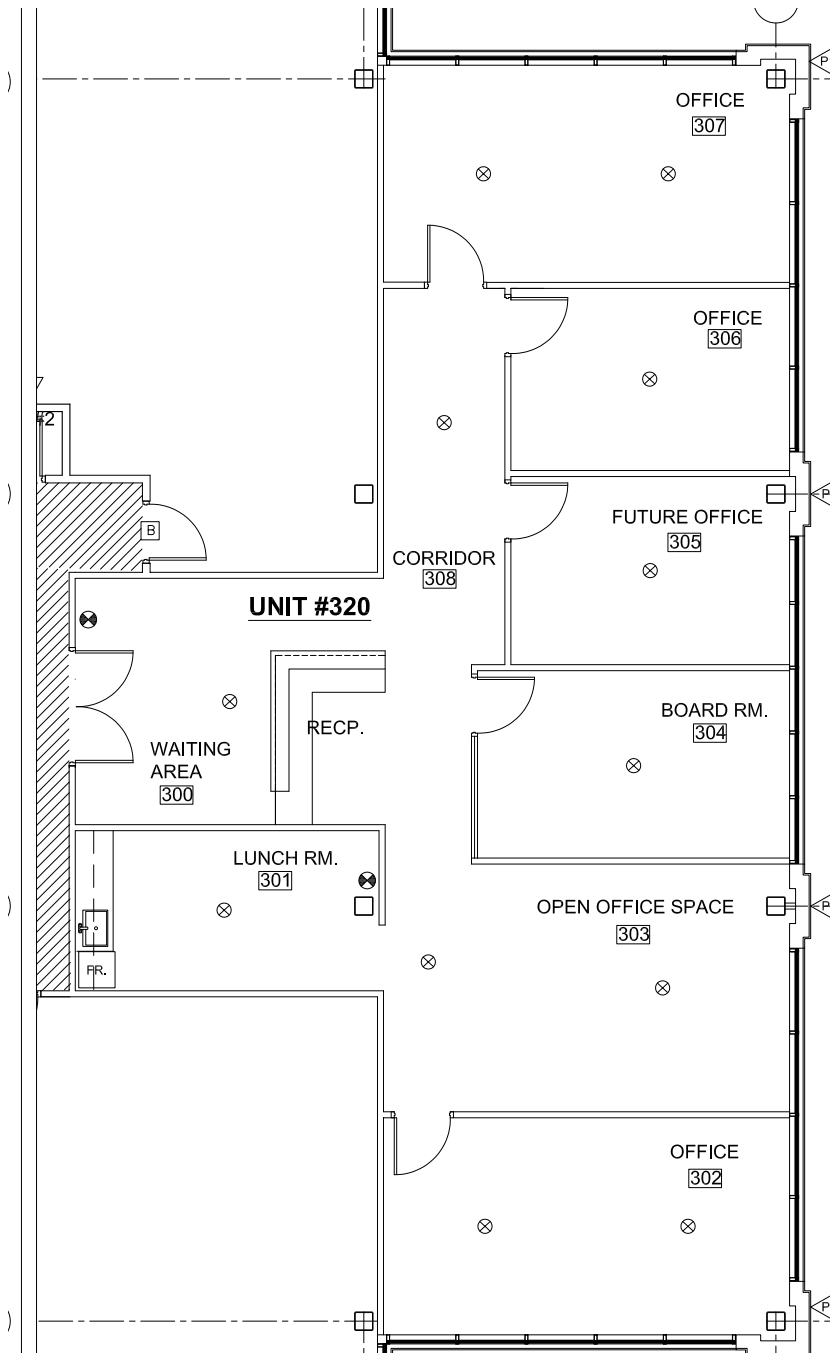 P
OFFICE
307
OFFICE
306
2
P
B
FUTURE OFFICE
305
CORRIDOR
308
UNIT #320
RECP.
BOARD RM.
304
WAITING
AREA
300
LUNCH RM.
301
OPEN OFFICE SPACE
303
P
FR.
OFFICE
302
P